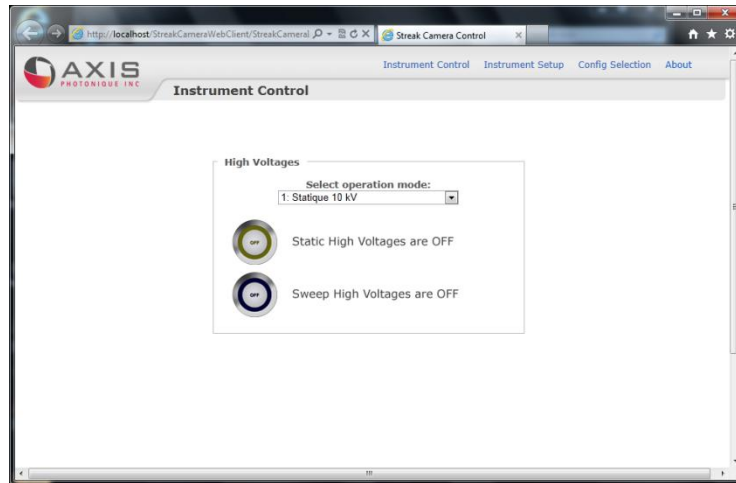 http://localhost/StreakCameraWebClient/StreakCameral
Streak Camera Control
AXIS
PHOTONIQUE INC
Instrument Control Instrument Setup Config Selection About
Instrument Control
High Voltages
Select operation mode:
1: Statique 10 kV
OFF Static High Voltages are OFF
OFF Sweep High Voltages are OFF